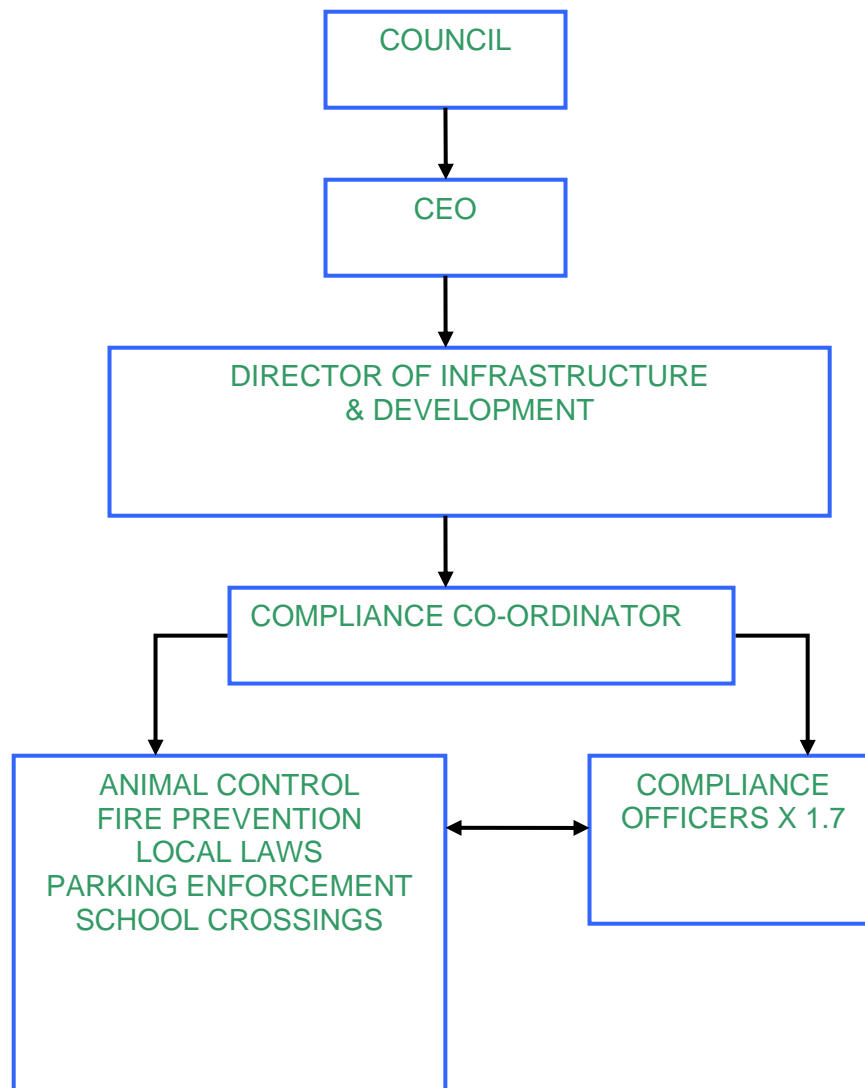 COUNCIL
CEO
DIRECTOR OF INFRASTRUCTURE
& DEVELOPMENT
COMPLIANCE CO-ORDINATOR
ANIMAL CONTROL
FIRE PREVENTION
LOCAL LAWS
PARKING ENFORCEMENT
SCHOOL CROSSINGS
COMPLIANCE
OFFICERS X 1.7